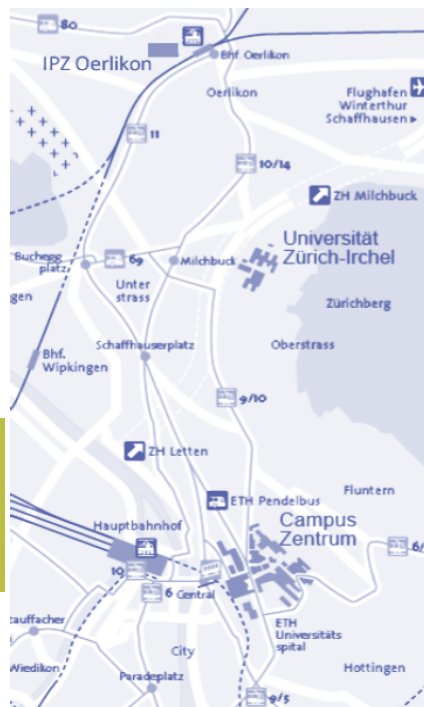 80
IPZ Oerlikon
Bhf. Oerlikon
Oerlikon
Flughafen
Winterthur
Schaffhausen ▸
11
10/14
ZH Milchbuck
Universität
Zürich-Irchel
Buchegg
platz
69
Milchbuck
Unter
strass
gen
Zürichberg
Schaffhauserplatz
Oberstrass
Bhf.
Wipkingen
9/10
ZH Letten
Fluntern
ETH Pendelbus
Hauptbahnhof
Campus
Zentrum
6/
10
6
Central
ETH
Universitäts
spital
auffacher
City
Wiedikon
Hottingen
Paradeplatz
9/5